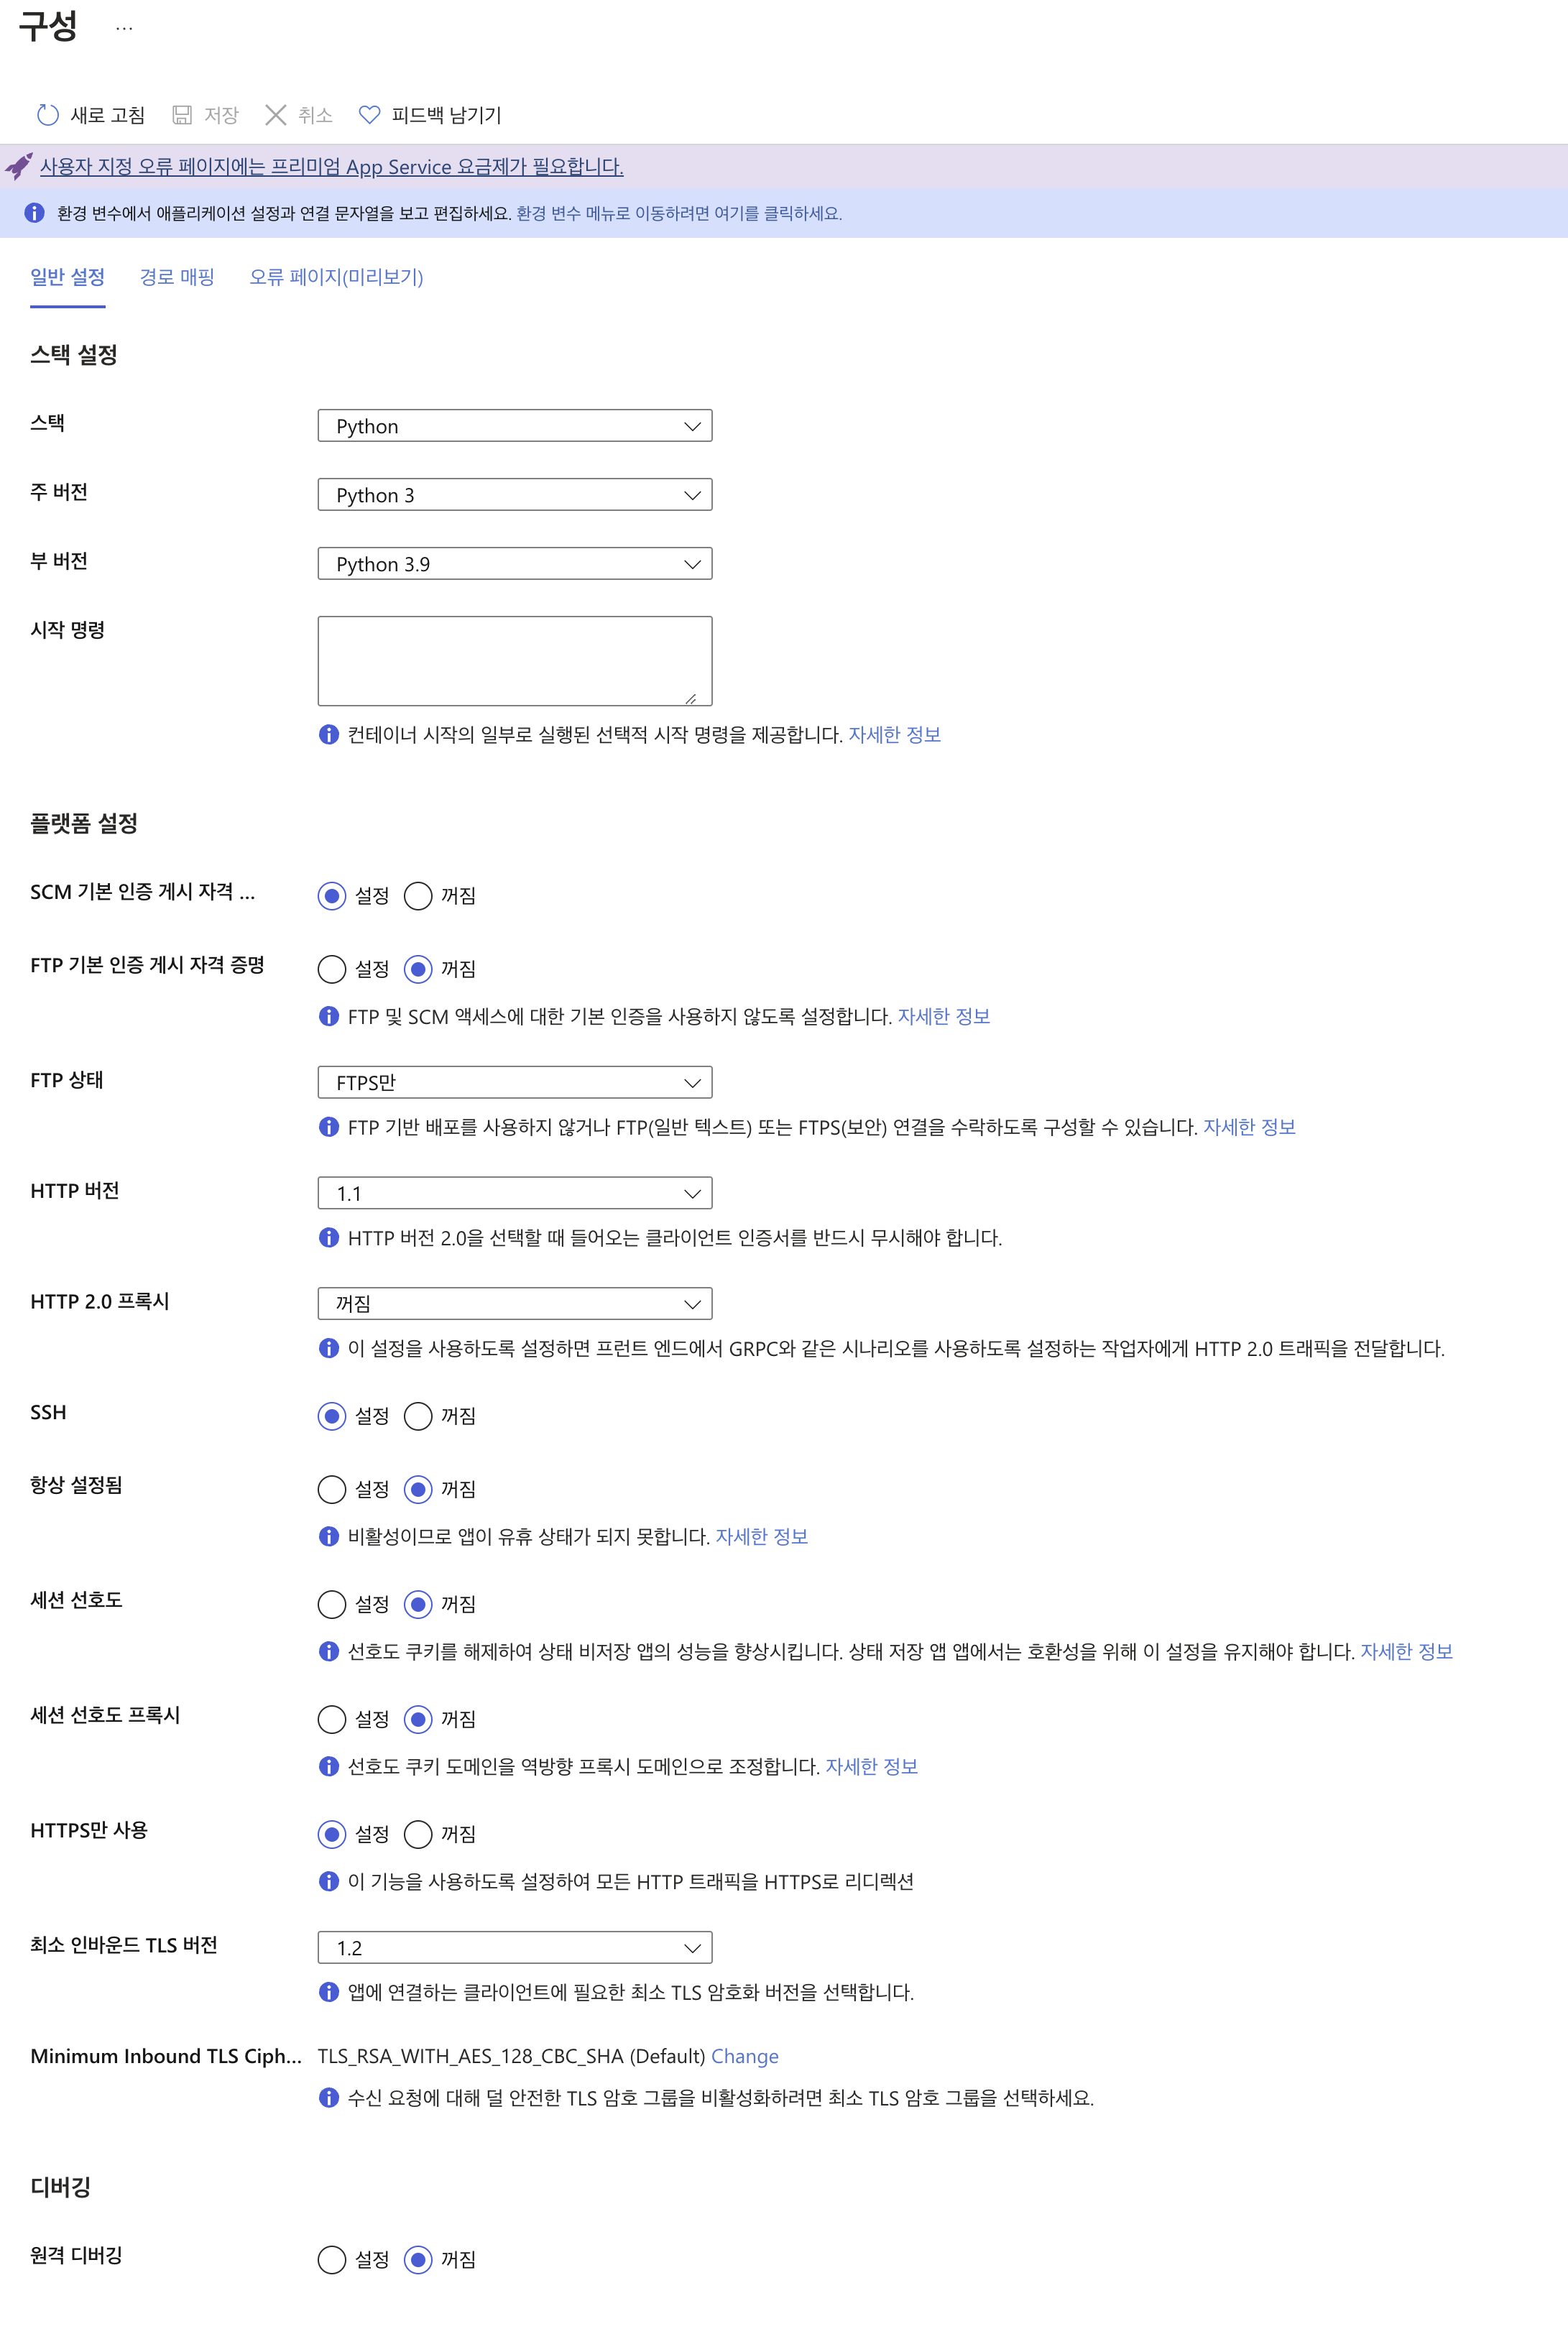 구성 ...
새로 고침 저장 취소 피드백 남기기
사용자 지정 오류 페이지에는 프리미엄 App Service 요금제가 필요합니다.
환경 변수에서 애플리케이션 설정과 연결 문자열을 보고 편집하세요. 환경 변수 메뉴로 이동하려면 여기를 클릭하세요.
일반 설정 경로 매핑 오류 페이지(미리보기)
스택 설정
스택 Python
주 버전 Python 3
부 버전 Python 3.9
시작 명령
컨테이너 시작의 일부로 실행된 선택적 시작 명령을 제공합니다. 자세한 정보
플랫폼 설정
SCM 기본 인증 게시 자격 ... 설정 꺼짐
FTP 기본 인증 게시 자격 증명 설정 꺼짐
FTP 및 SCM 액세스에 대한 기본 인증을 사용하지 않도록 설정합니다. 자세한 정보
FTP 상태 FTPS만
FTP 기반 배포를 사용하지 않거나 FTP(일반 텍스트) 또는 FTPS(보안) 연결을 수락하도록 구성할 수 있습니다. 자세한 정보
HTTP 버전 1.1
HTTP 버전 2.0을 선택할 때 들어오는 클라이언트 인증서를 반드시 무시해야 합니다.
HTTP 2.0 프록시 꺼짐
이 설정을 사용하도록 설정하면 프런트 엔드에서 GRPC와 같은 시나리오를 사용하도록 설정하는 작업자에게 HTTP 2.0 트래픽을 전달합니다.
SSH 설정 꺼짐
항상 설정됨 설정 꺼짐
비활성이므로 앱이 유휴 상태가 되지 못합니다. 자세한 정보
세션 선호도 설정 꺼짐
선호도 쿠키를 해제하여 상태 비저장 앱의 성능을 향상시킵니다. 상태 저장 앱 앱에서는 호환성을 위해 이 설정을 유지해야 합니다. 자세한 정보
세션 선호도 프록시 설정 꺼짐
선호도 쿠키 도메인을 역방향 프록시 도메인으로 조정합니다. 자세한 정보
HTTPS만 사용 설정 꺼짐
이 기능을 사용하도록 설정하여 모든 HTTP 트래픽을 HTTPS로 리디렉션
최소 인바운드 TLS 버전 1.2
앱에 연결하는 클라이언트에 필요한 최소 TLS 암호화 버전을 선택합니다.
Minimum Inbound TLS Ciph... TLS_RSA_WITH_AES_128_CBC_SHA (Default) Change
수신 요청에 대해 덜 안전한 TLS 암호 그룹을 비활성화하려면 최소 TLS 암호 그룹을 선택하세요.
디버깅
원격 디버깅 설정 꺼짐